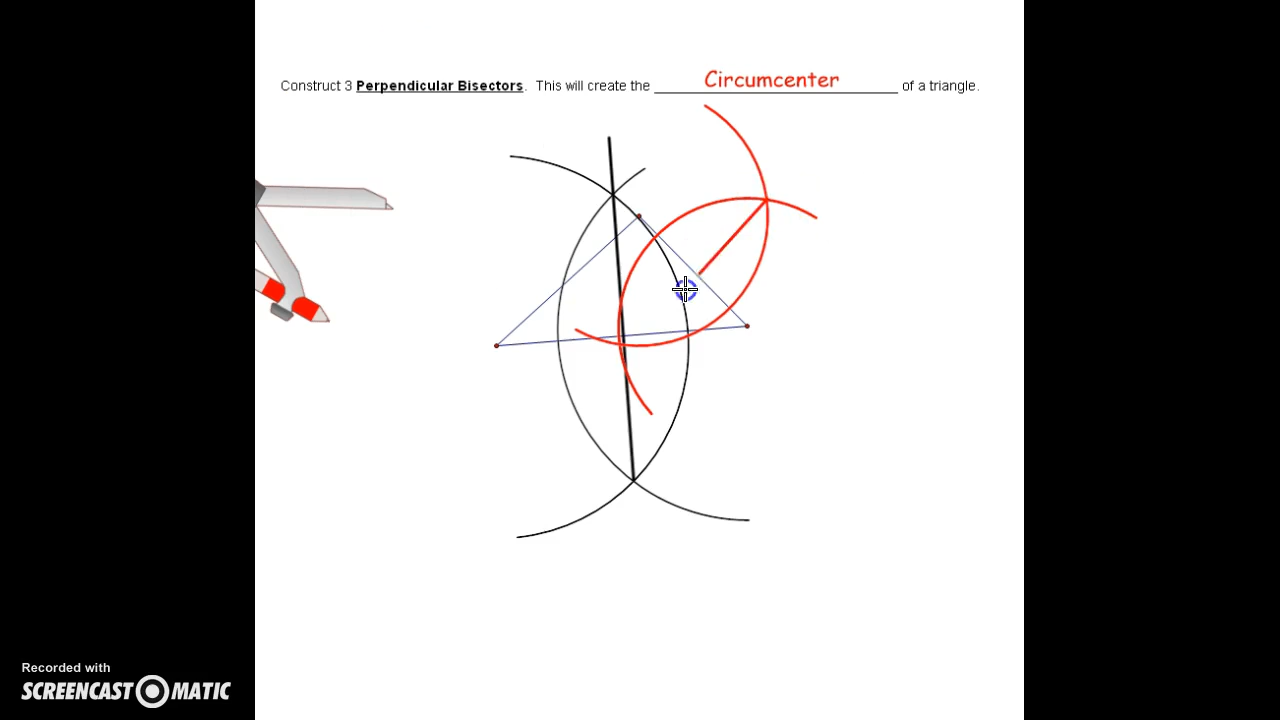 Construct 3 Perpendicular Bisectors. This will create the Circumcenter of a triangle.
Recorded with
SCREENCAST MATIC